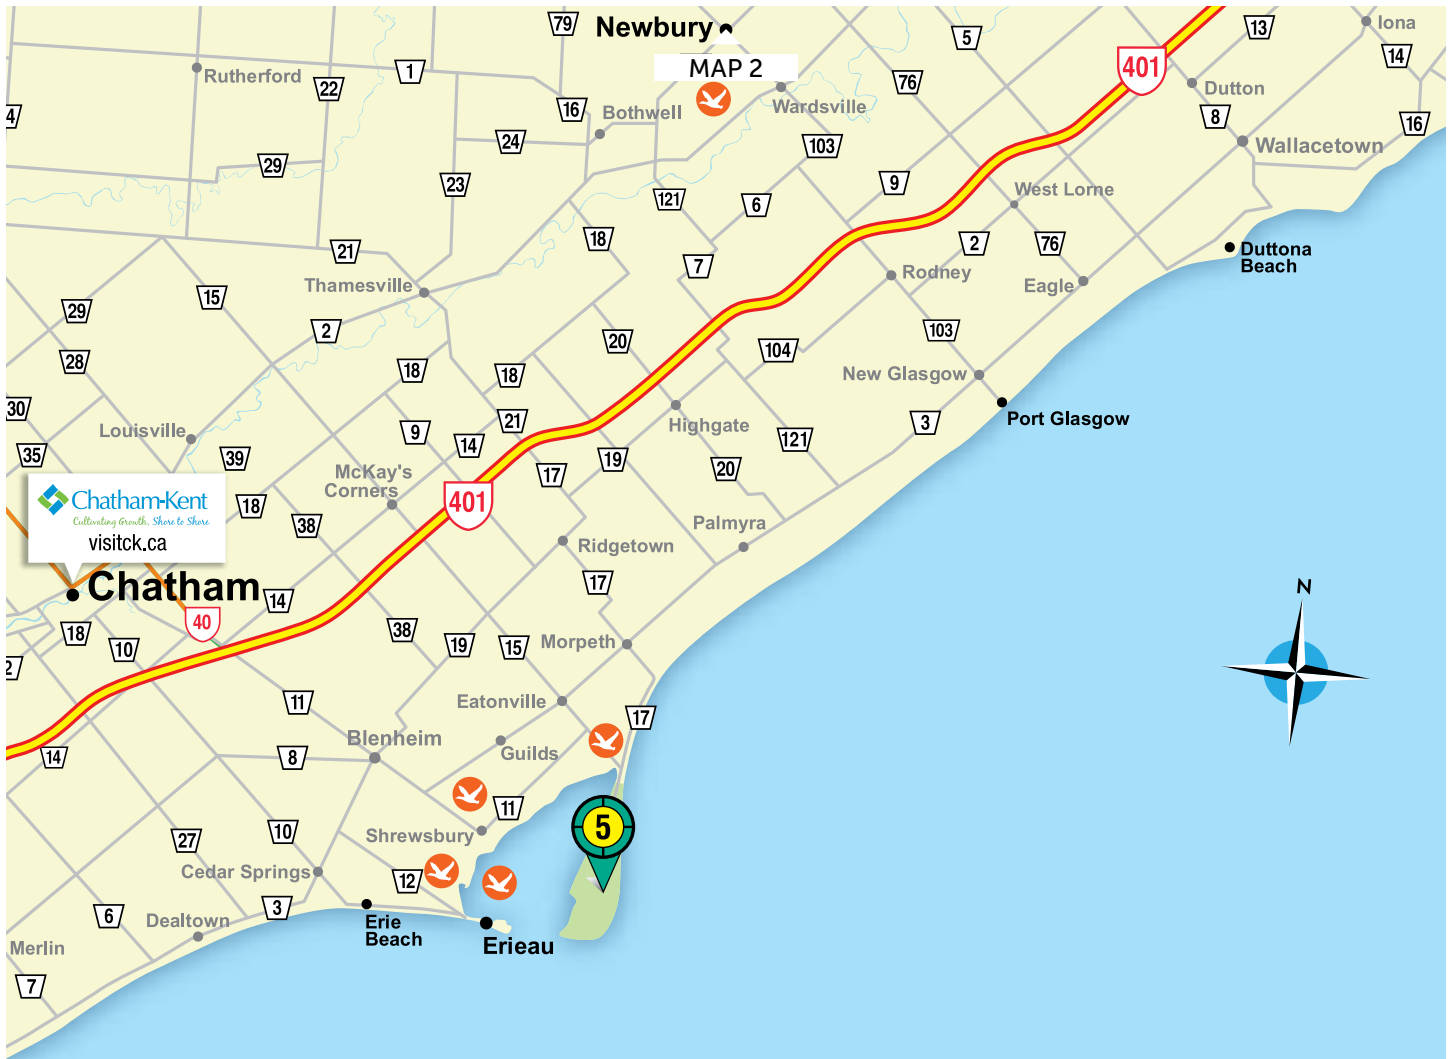 79
Newbury
5
13
Iona
MAP 2
401
14
Rutherford
1
22
76
Dutton
4
16
Bothwell
Wardsville
8
16
24
103
Wallacetown
29
23
121
6
9
West Lorne
21
18
2
76
Duttona
Beach
7
Rodney
Eagle
Thamesville
29
15
2
20
103
28
18
18
104
New Glasgow
30
Port Glasgow
Louisville
9
21
Highgate
3
35
39
14
19
121
McKay's
Corners
17
20
Chatham-Kent
Cultivating Growth, Shore to Shore
visitck.ca
18
38
401
Palmyra
Ridgetown
Chatham
17
N
14
40
18
10
38
19
15
Morpeth
2
11
Eatonville
17
14
8
Blenheim
Guilds
11
5
27
10
Shrewsbury
Cedar Springs
12
6
3
Dealtown
Erie
Beach
Erieau
Merlin
7